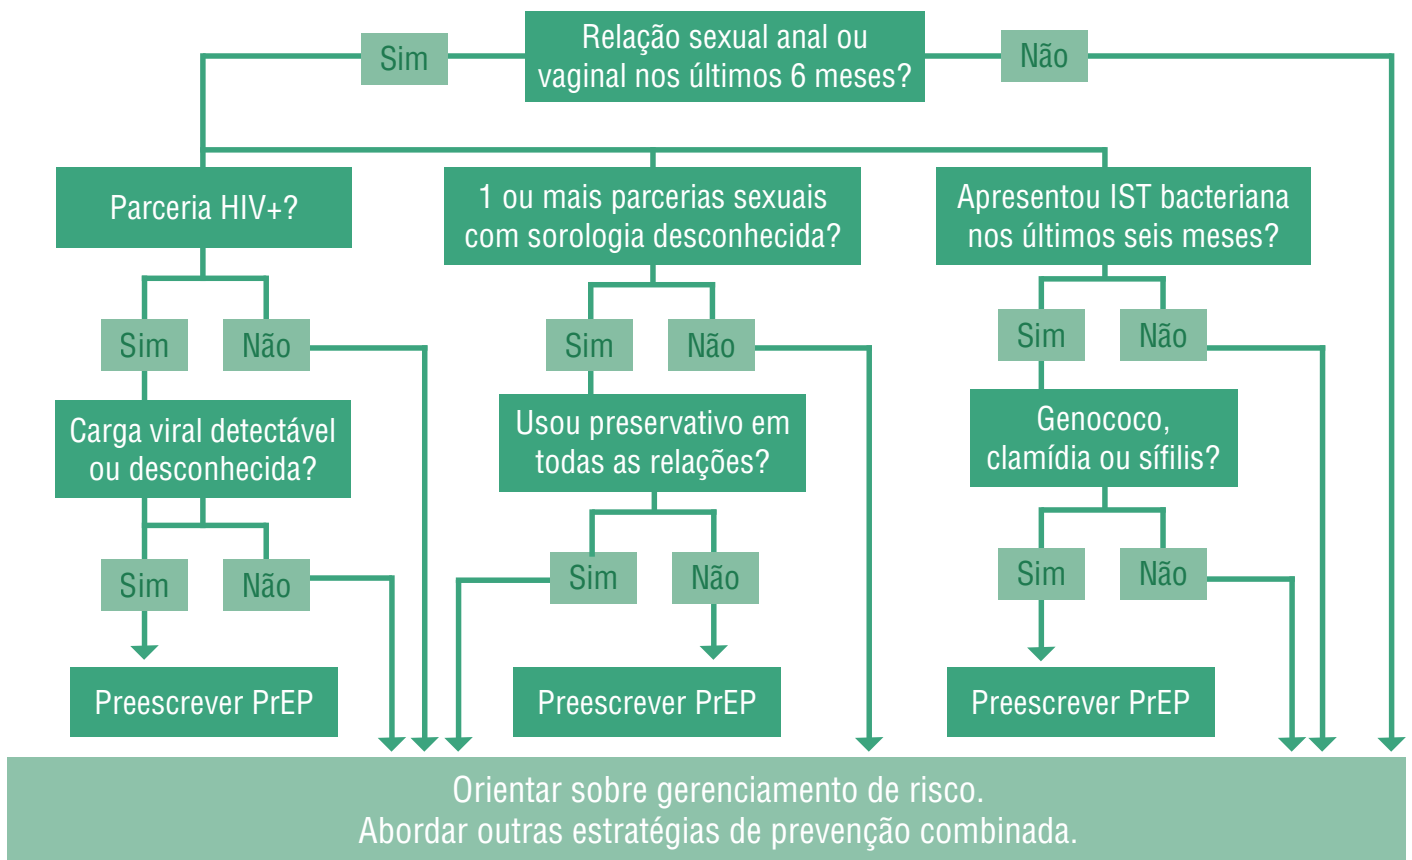 Relação sexual anal ou
vaginal nos últimos 6 meses?
Sim
Não
Parceria HIV+?
1 ou mais parcerias sexuais
com sorologia desconhecida?
Apresentou IST bacteriana
nos últimos seis meses?
Sim
Não
Sim
Não
Sim
Não
Carga viral detectável
ou desconhecida?
Usou preservativo em
todas as relações?
Genococo,
clamídia ou sífilis?
Sim
Não
Sim
Não
Sim
Não
Preescrever PrEP
Preescrever PrEP
Preescrever PrEP
Orientar sobre gerenciamento de risco.
Abordar outras estratégias de prevenção combinada.